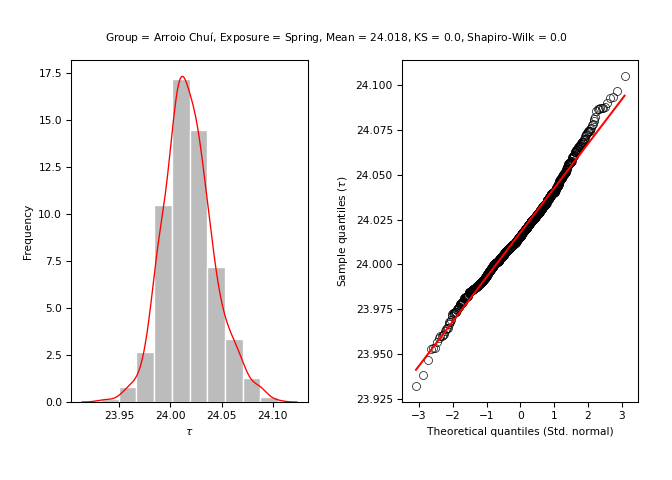 Group = Arroio Chuí, Exposure = Spring, Mean = 24.018, KS = 0.0, Shapiro-Wilk = 0.0
17.5
15.0
12.5
10.0
7.5
5.0
2.5
0.0
Frequency
23.95 24.00 24.05 24.10
τ
24.100
24.075
24.050
24.025
24.000
23.975
23.950
23.925
Sample quantiles (τ)
−3 −2 −1 0 1 2 3
Theoretical quantiles (Std. normal)